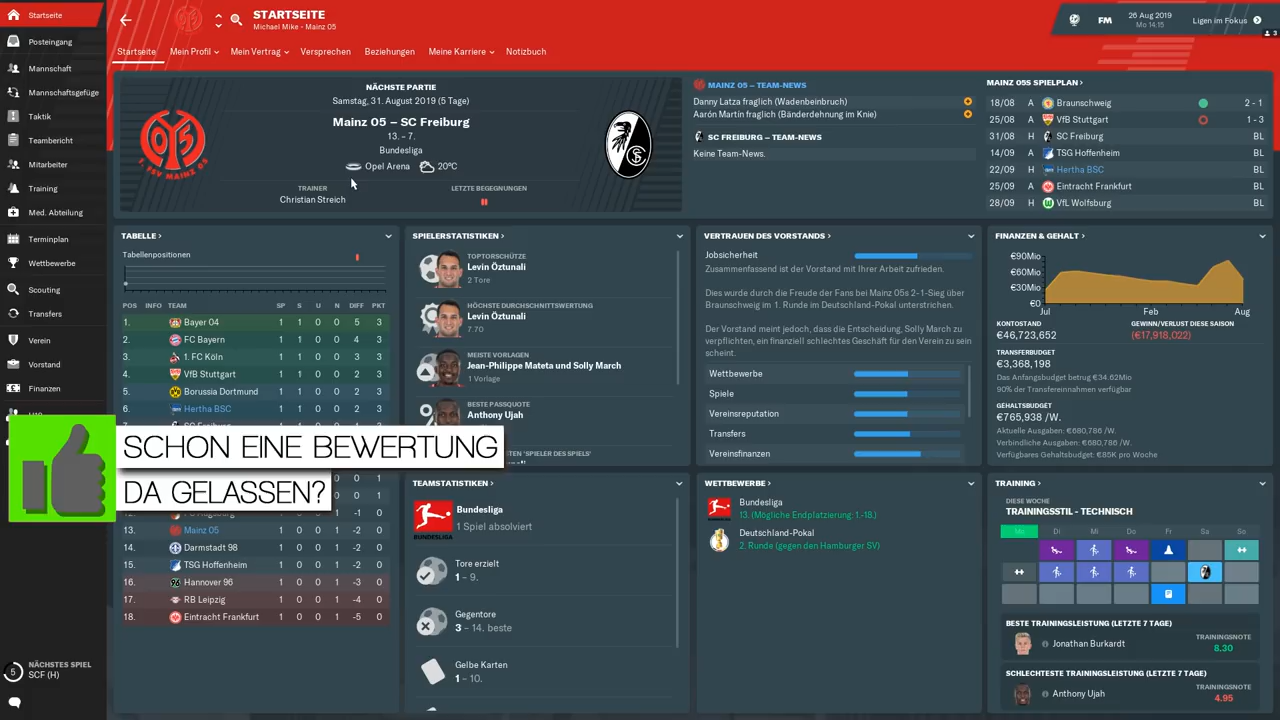 Startseite
Posteingang
Mannschaft
Mannschaftsgefüge
Taktik
Teambericht
Mitarbeiter
Training
Med. Abteilung
Terminplan
Wettbewerbe
Scouting
Transfers
Verein
Vorstand
Finanzen
NÄCHSTES SPIEL
SCF (H)
5
STARTSEITE
Michael Mike - Mainz 05
FM
26 Aug 2019
Mo 14:15
Ligen im Fokus
3
Startseite Mein Profil Mein Vertrag Versprechen Beziehungen Meine Karriere Notizbuch
NÄCHSTE PARTIE
Samstag, 31. August 2019 (5 Tage)
Mainz 05 – SC Freiburg
13. – 7.
Bundesliga
Opel Arena 20°C
TRAINER
Christian Streich
LETZTE BEGEGNUNGEN
MAINZ 05 – TEAM-NEWS
Danny Latza fraglich (Wadenbeinbruch)
Aarón Martín fraglich (Bänderdehnung im Knie)
SC FREIBURG – TEAM-NEWS
Keine Team-News.
MAINZ 05S SPIELPLAN
18/08 A Braunschweig 2 - 1
25/08 A VfB Stuttgart 1 - 3
31/08 H SC Freiburg BL
14/09 A TSG Hoffenheim BL
22/09 H Hertha BSC BL
25/09 A Eintracht Frankfurt BL
28/09 H VfL Wolfsburg BL
TABELLE
Tabellenpositionen
POS INFO TEAM SP S U N DIFF PKT
1. Bayer 04 1 1 0 0 5 3
2. FC Bayern 1 1 0 0 4 3
3. 1. FC Köln 1 1 0 0 3 3
4. VfB Stuttgart 1 1 0 0 2 3
5. Borussia Dortmund 1 1 0 0 2 3
6. Hertha BSC 1 1 0 0 2 3
SCHON EINE BEWERTUNG
DA GELASSEN?
0 0 1
0 0 1
13. Mainz 05 1 0 0 1 -2 0
14. Darmstadt 98 1 0 0 1 -2 0
15. TSG Hoffenheim 1 0 0 1 -2 0
16. Hannover 96 1 0 0 1 -3 0
17. RB Leipzig 1 0 0 1 -4 0
18. Eintracht Frankfurt 1 0 0 1 -5 0
SPIELERSTATISTIKEN
TOPTORSCHÜTZE
Levin Öztunali
2 Tore
HÖCHSTE DURCHSCHNITTSWERTUNG
Levin Öztunali
7.70
MEISTE VORLAGEN
Jean-Philippe Mateta und Solly March
1 Vorlage
BESTE PASSQUOTE
Anthony Ujah
VERTRAUEN DES VORSTANDS
Jobsicherheit
Zusammenfassend ist der Vorstand mit Ihrer Arbeit zufrieden.
Dies wurde durch die Freude der Fans bei Mainz 05s 2-1-Sieg über
Braunschweig im 1. Runde im Deutschland-Pokal unterstrichen.
Der Vorstand meint jedoch, dass die Entscheidung, Solly March zu
verpflichten, ein finanziell schlechtes Geschäft für den Verein zu sein
scheint.
Wettbewerbe
Spiele
Vereinsreputation
Transfers
Vereinsfinanzen
FINANZEN & GEHALT
€90Mio
€60Mio
€30Mio
€0
Jul Feb Aug
KONTOSTAND
€46,723,652
GEWINN/VERLUST DIESE SAISON
(€17,918,022)
TRANSFERBUDGET
€3,368,198
Das Anfangsbudget betrug €34.62Mio
90% der Transfereinnahmen verfügbar
GEHALTSBUDGET
€765,938 /W.
Aktuelle Ausgaben: €680,786 /W.
Verbindliche Ausgaben: €680,786 /W.
Verfügbares Gehaltsbudget: €85K pro Woche
TEAMSTATISTIKEN
BUNDESLIGA
Bundesliga
1 Spiel absolviert
Tore erzielt
1 – 9.
Gegentore
3 – 14. beste
Gelbe Karten
1 – 10.
WETTBEWERBE
Bundesliga
13. (Mögliche Endplatzierung: 1.-18.)
Deutschland-Pokal
2. Runde (gegen den Hamburger SV)
TRAINING
DIESE WOCHE
TRAININGSSTIL - TECHNISCH
Mo Di Mi Do Fr Sa So
BESTE TRAININGSLEISTUNG (LETZTE 7 TAGE)
Jonathan Burkardt
TRAININGSNOTE
8.30
SCHLECHTESTE TRAININGSLEISTUNG (LETZTE 7 TAGE)
Anthony Ujah
TRAININGSNOTE
4.95